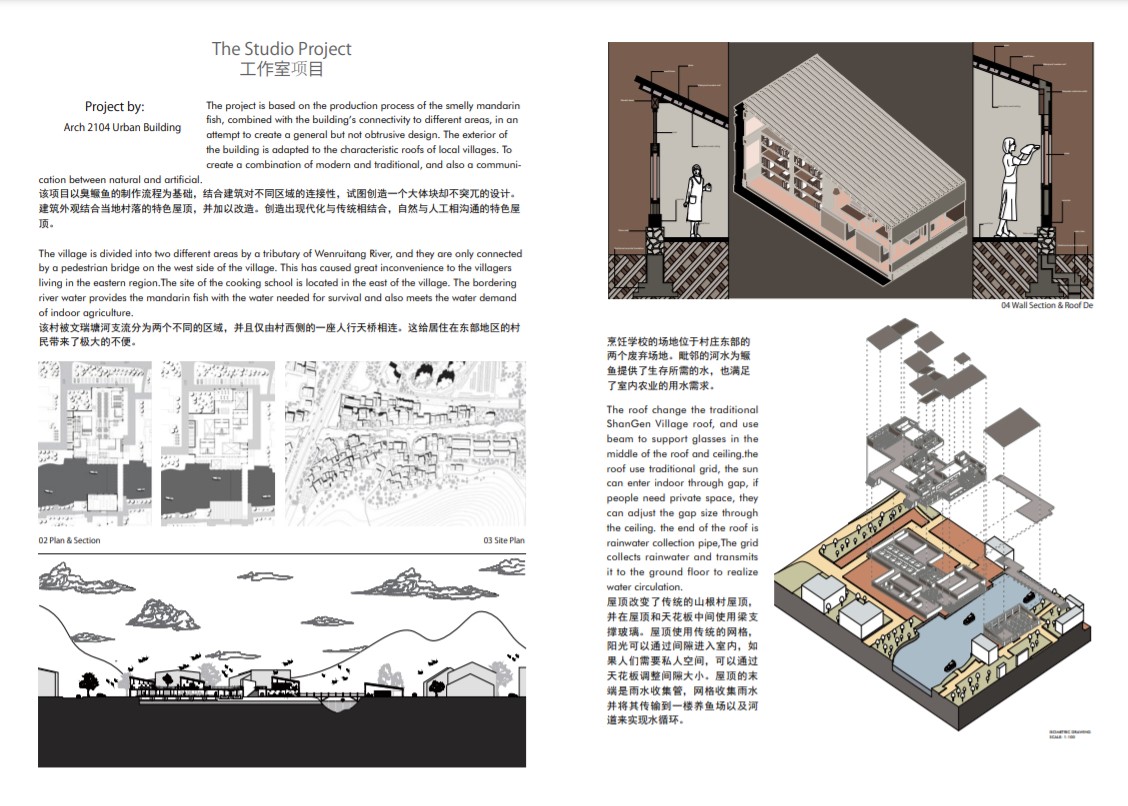 The Studio Project
工作室项目
Project by:
Arch 2104 Urban Building
The project is based on the production process of the smelly mandarin
fish, combined with the building's connectivity to different areas, in an
attempt to create a general but not obtrusive design. The exterior of
the building is adapted to the characteristic roofs of local villages. To
create a combination of modern and traditional, and also a communi-
cation between natural and artificial.
该项目以臭鳜鱼的制作流程为基础，结合建筑对不同区域的连接性，试图创造一个大体块却不突兀的设计。
建筑外观结合当地村落的特色屋顶，并加以改造。创造出现代化与传统相结合，自然与人工相沟通的特色屋
顶。
The village is divided into two different areas by a tributary of Wenruitang River, and they are only connected
by a pedestrian bridge on the west side of the village. This has caused great inconvenience to the villagers
living in the eastern region.The site of the cooking school is located in the east of the village. The bordering
river water provides the mandarin fish with the water needed for survival and also meets the water demand
of indoor agriculture.
该村被文瑞塘河支流分为两个不同的区域，并且仅由村西侧的一座人行天桥相连。这给居住在东部地区的村
民带来了极大的不便。
02 Plan & Section
03 Site Plan
04 Wall Section & Roof De
烹饪学校的场地位于村庄东部的
两个废弃场地。毗邻的河水为鳜
鱼提供了生存所需的水，也满足
了室内农业的用水需求。
The roof change the traditional
ShanGen Village roof, and use
beam to support glasses in the
middle of the roof and ceiling.the
roof use traditional grid, the sun
can enter indoor through gap, if
people need private space, they
can adjust the gap size through
the ceiling. the end of the roof is
rainwater collection pipe,The grid
collects rainwater and transmits
it to the ground floor to realize
water circulation.
屋顶改变了传统的山根村屋顶，
并在屋顶和天花板中间使用梁支
撑玻璃。屋顶使用传统的网格，
阳光可以通过间隙进入室内，如
果人们需要私人空间，可以通过
天花板调整间隙大小。屋顶的末
端是雨水收集管，网格收集雨水
并将其传输到一楼养鱼场以及河
道来实现水循环。
SCALE: 1:100